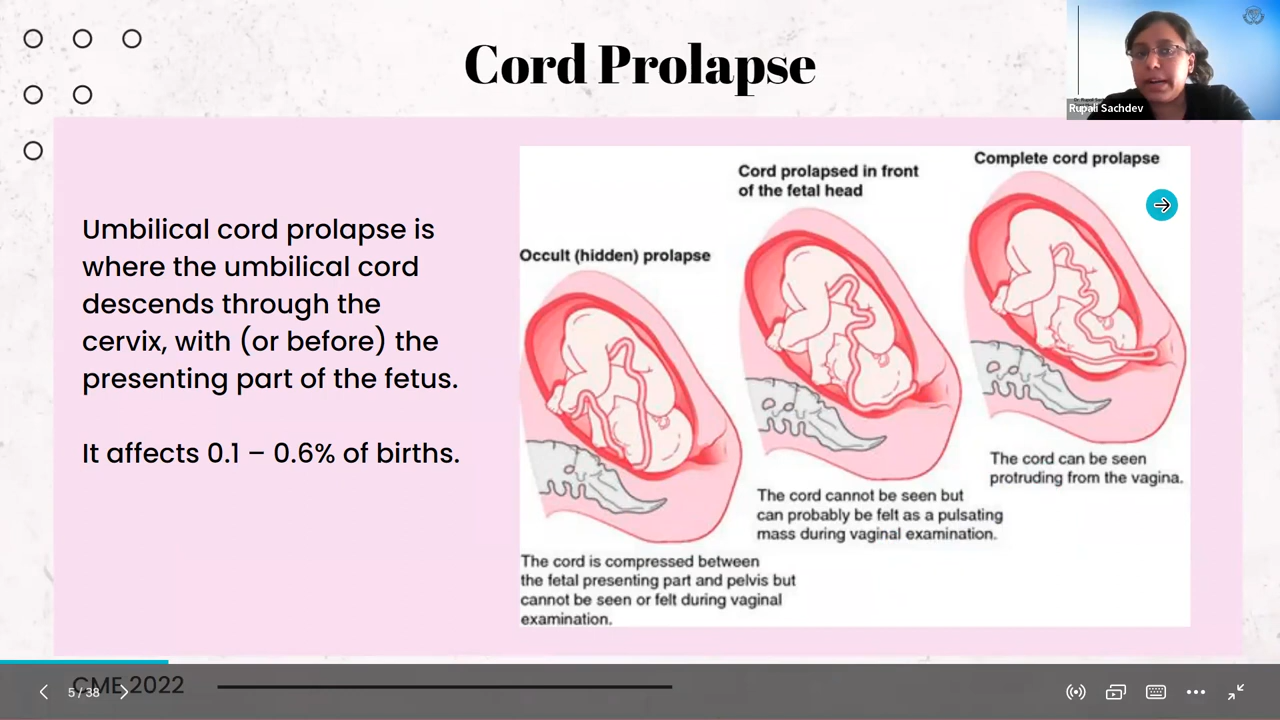 Cord Prolapse
Rupali Sachdev
Umbilical cord prolapse is
where the umbilical cord
descends through the
cervix, with (or before) the
presenting part of the fetus.
It affects 0.1 – 0.6% of births.
Occult (hidden) prolapse
The cord is compressed between
the fetal presenting part and pelvis but
cannot be seen or felt during vaginal
examination.
Cord prolapsed in front
of the fetal head
The cord cannot be seen but
can probably be felt as a pulsating
mass during vaginal examination.
Complete cord prolapse
The cord can be seen
protruding from the vagina.
CME 2022
5 / 38